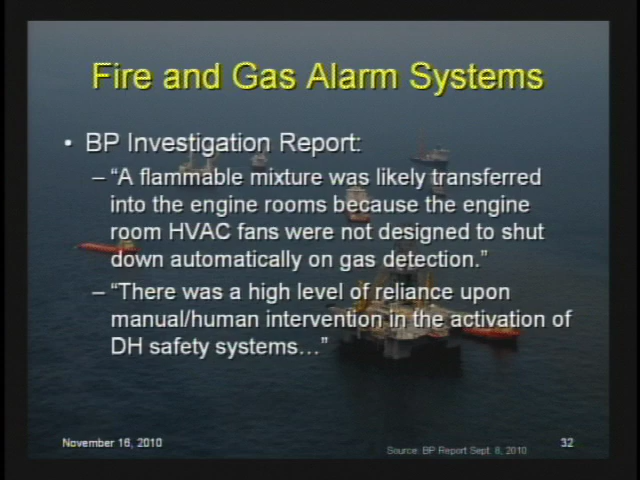 Fire and Gas Alarm Systems
• BP Investigation Report:
– “A flammable mixture was likely transferred
into the engine rooms because the engine
room HVAC fans were not designed to shut
down automatically on gas detection.”
– “There was a high level of reliance upon
manual/human intervention in the activation of
DH safety systems…”
November 16, 2010
Source: BP Report Sept. 8, 2010
32